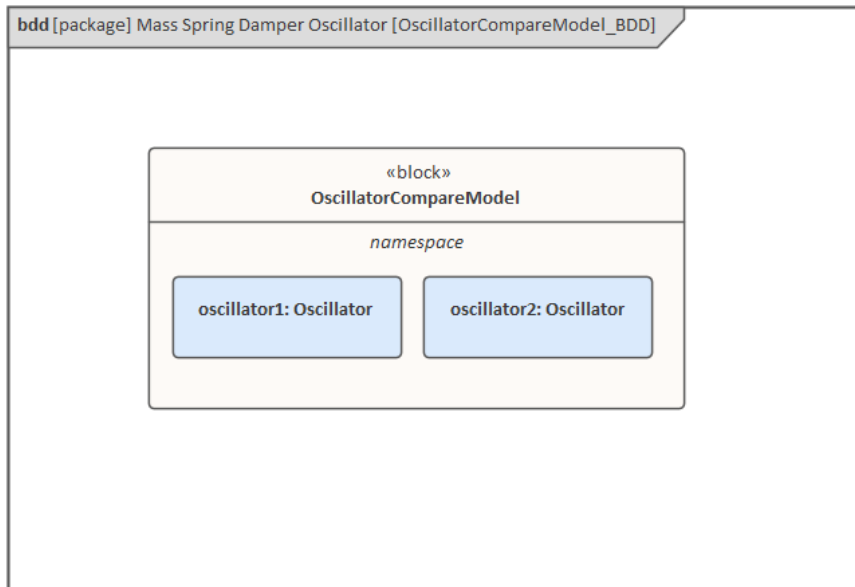 bdd [package] Mass Spring Damper Oscillator [OscillatorCompareModel_BDD]
«block»
OscillatorCompareModel
namespace
oscillator1: Oscillator
oscillator2: Oscillator